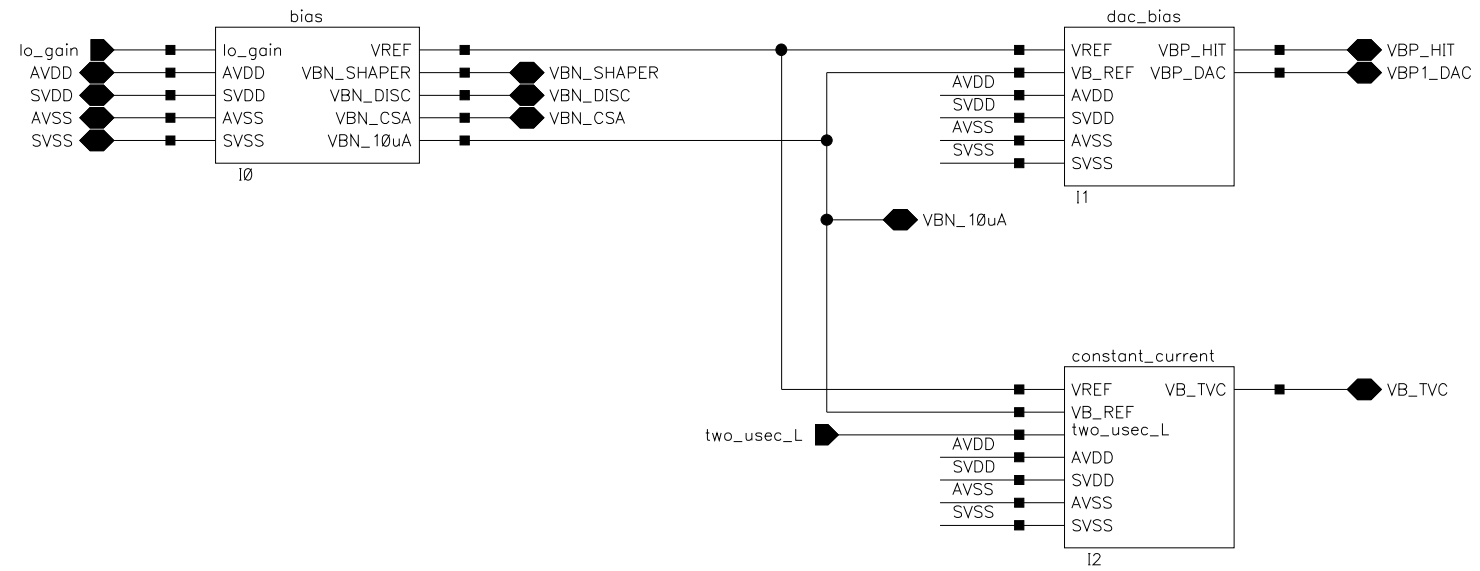 bias
lo_gain
AVDD
SVDD
AVSS
SVSS
lo_gain
AVDD
SVDD
AVSS
SVSS
VREF
VBN_SHAPER
VBN_DISC
VBN_CSA
VBN_10uA
I0
VBN_SHAPER
VBN_DISC
VBN_CSA
dac_bias
AVDD
SVDD
AVSS
SVSS
VREF
VB_REF
AVDD
SVDD
AVSS
SVSS
VBP_HIT
VBP_DAC
I1
VBP_HIT
VBP1_DAC
VBN_10uA
constant_current
two_usec_L
AVDD
SVDD
AVSS
SVSS
VREF
VB_REF
two_usec_L
AVDD
SVDD
AVSS
SVSS
VB_TVC
I2
VB_TVC